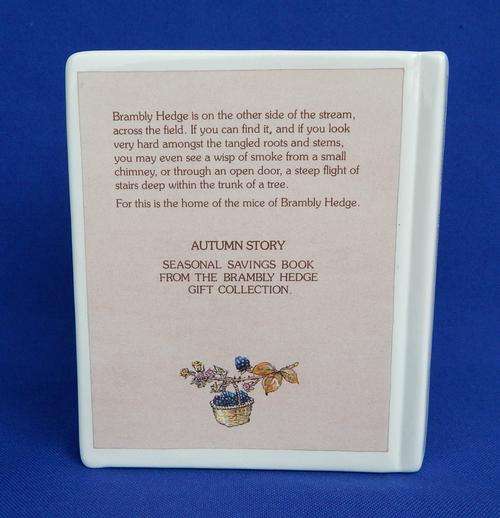 Brambly Hedge is on the other side of the stream,
across the field. If you can find it, and if you look
very hard amongst the tangled roots and stems,
you may even see a wisp of smoke from a small
chimney, or through an open door, a steep flight of
stairs deep within the trunk of a tree.
For this is the home of the mice of Brambly Hedge.
AUTUMN STORY
SEASONAL SAVINGS BOOK
FROM THE BRAMBLY HEDGE
GIFT COLLECTION.